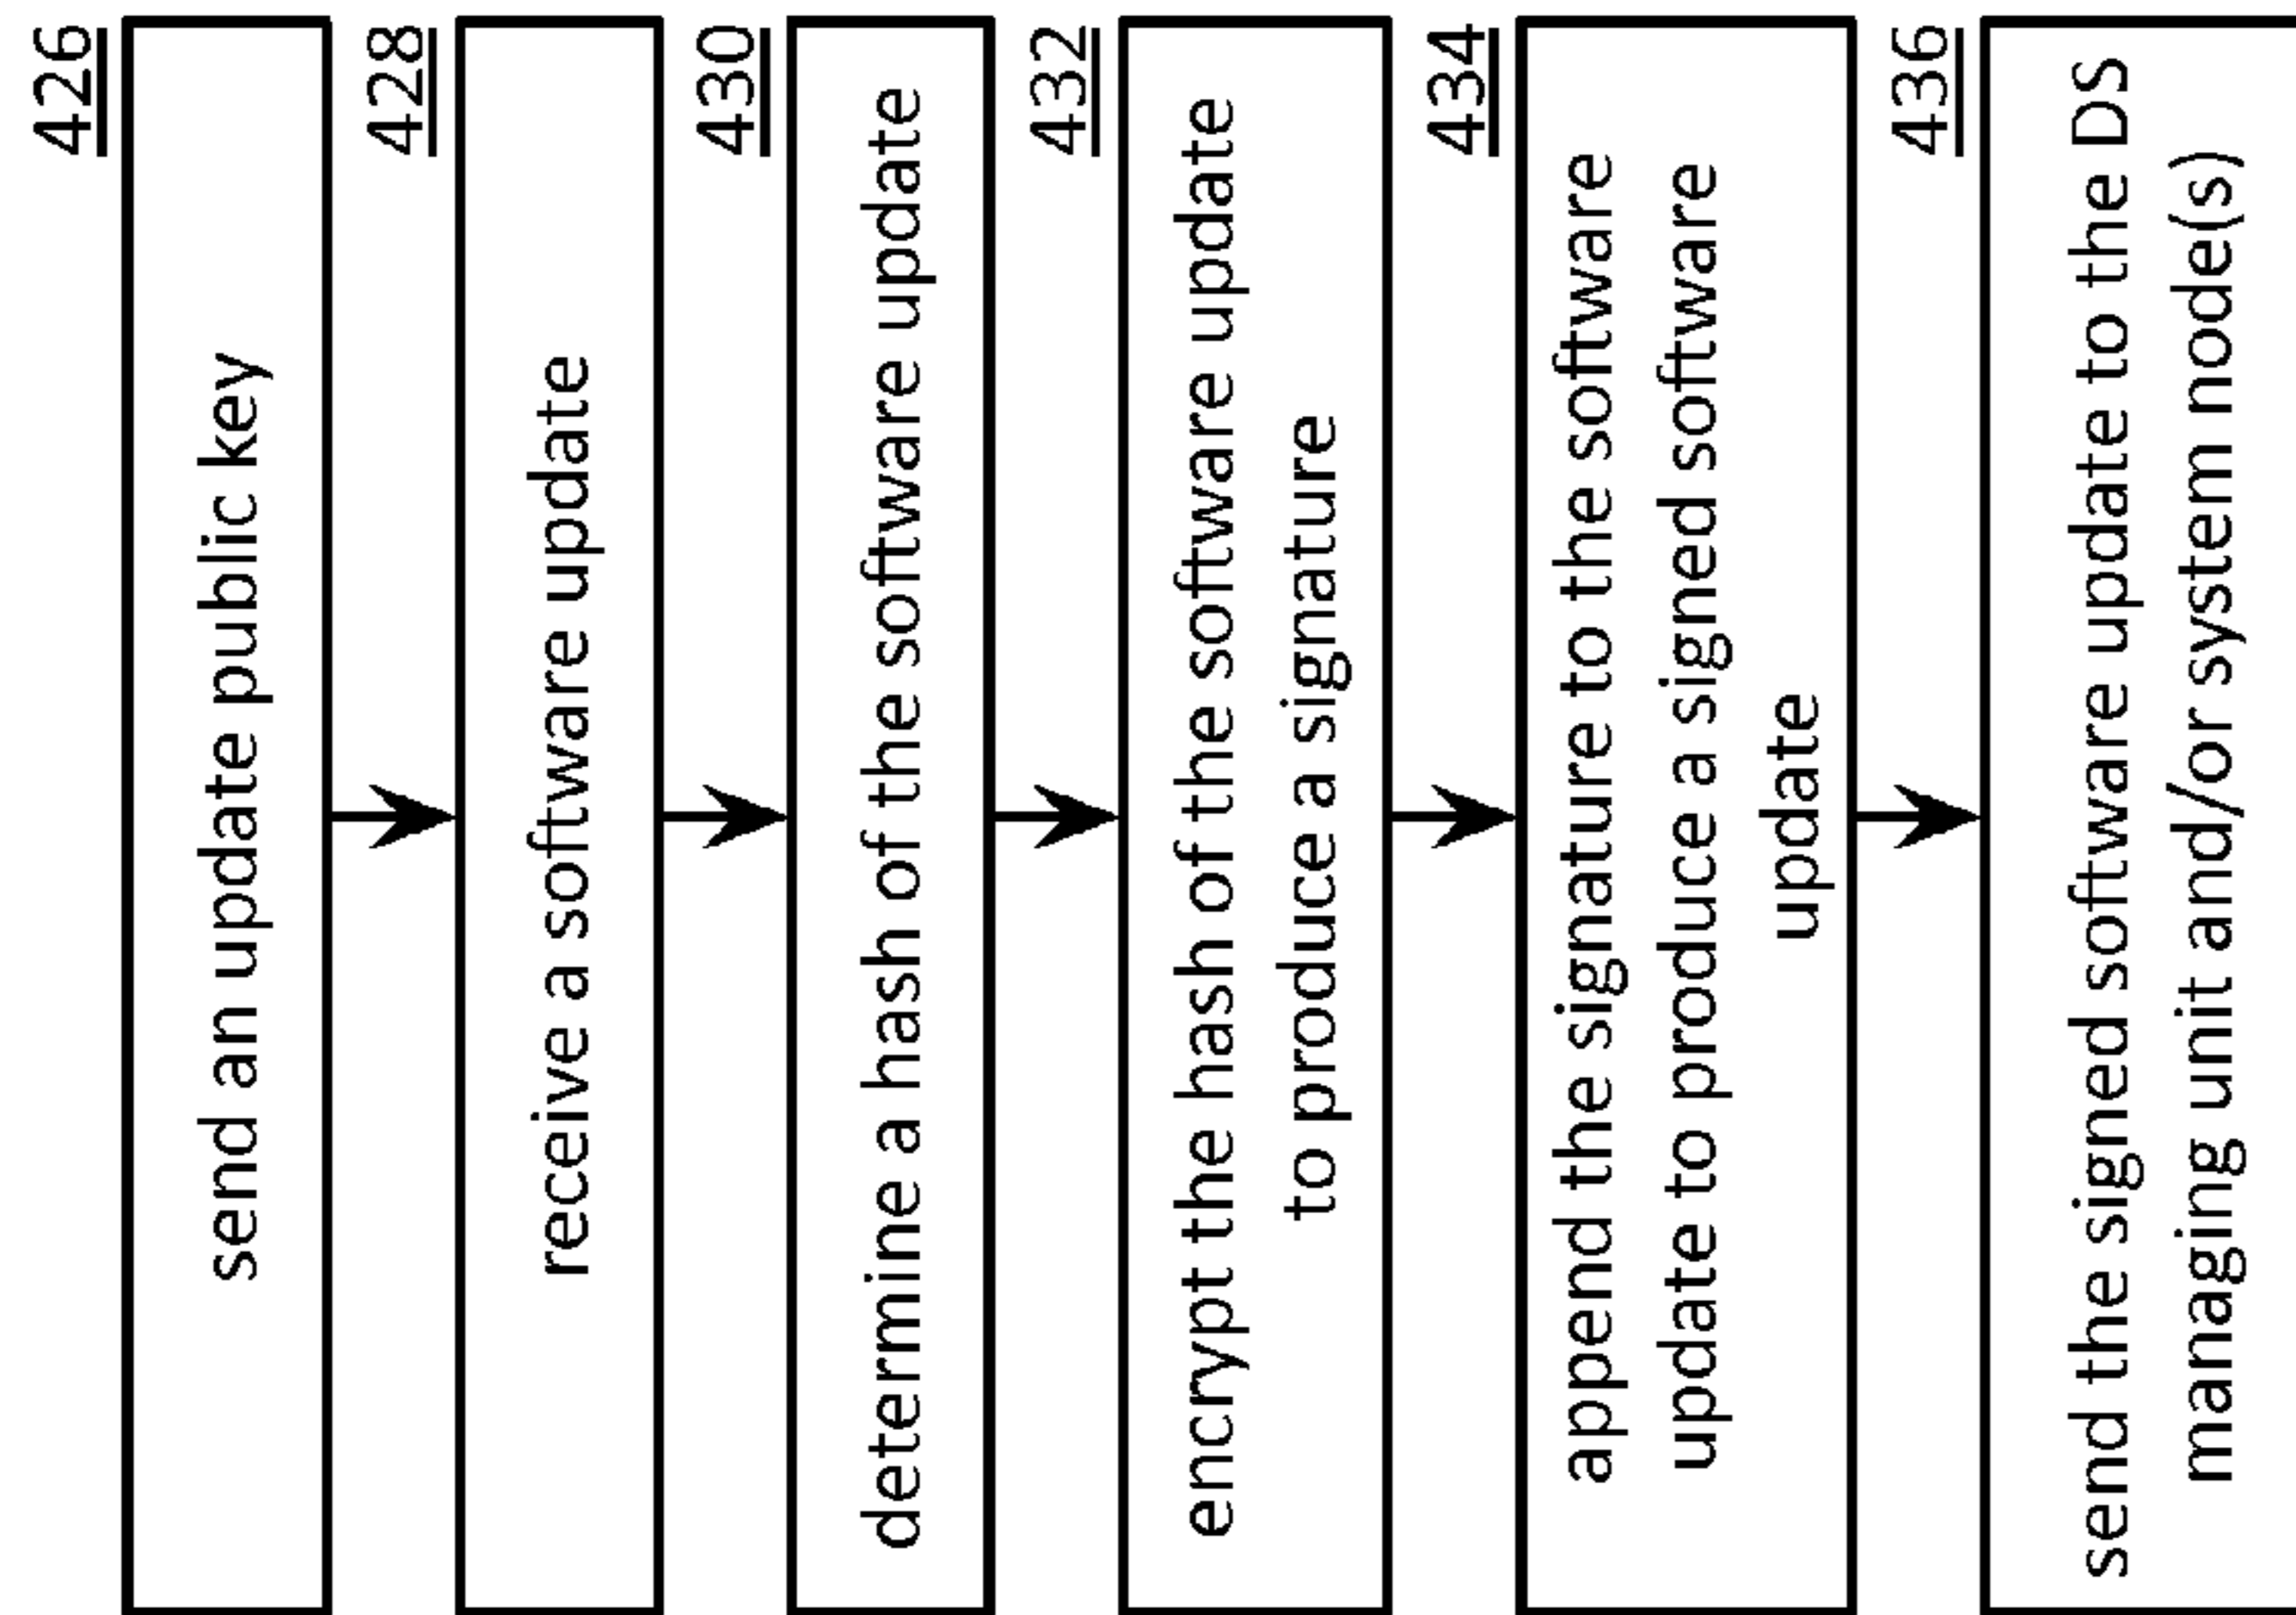 426
send an update public key
428
receive a software update
430
determine a hash of the software update
432
encrypt the hash of the software update
to produce a signature
434
append the signature to the software
update to produce a signed software
update
436
send the signed software update to the DS
managing unit and/or system node(s)